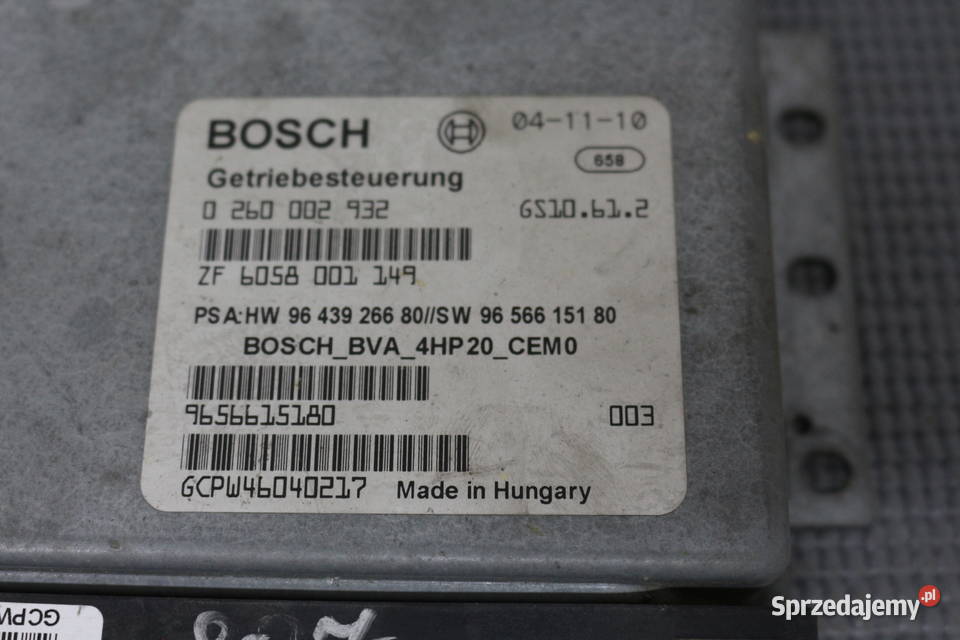 BOSCH 04-11-10
658
Getriebesteuerung
0 260 002 932 GS10.61.2
ZF 6058 001 149
PSA:HW 96 439 266 80//SW 96 566 151 80
BOSCH_BVA_4HP20_CEM0
9656615180 003
GCPW46040217 Made in Hungary
GCPW
Sprzedajemy.pl